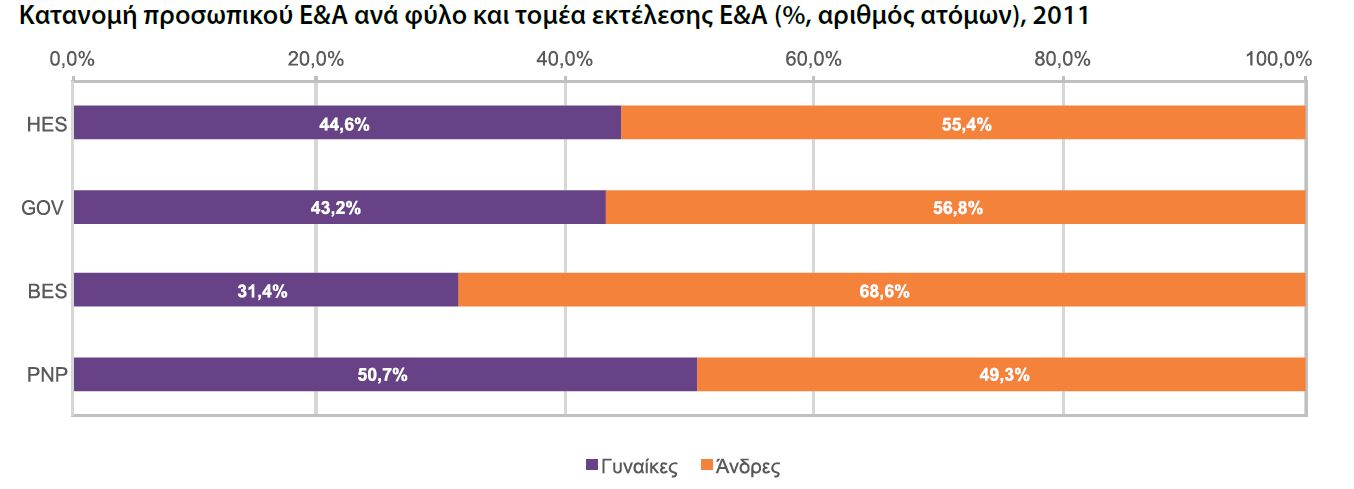 Κατανομή προσωπικού Ε&Α ανά φύλο και τομέα εκτέλεσης Ε&Α (%, αριθμός ατόμων), 2011
0,0% 20,0% 40,0% 60,0% 80,0% 100,0%
HES 44,6% 55,4%
GOV 43,2% 56,8%
BES 31,4% 68,6%
PNP 50,7% 49,3%
Γυναίκες Άνδρες